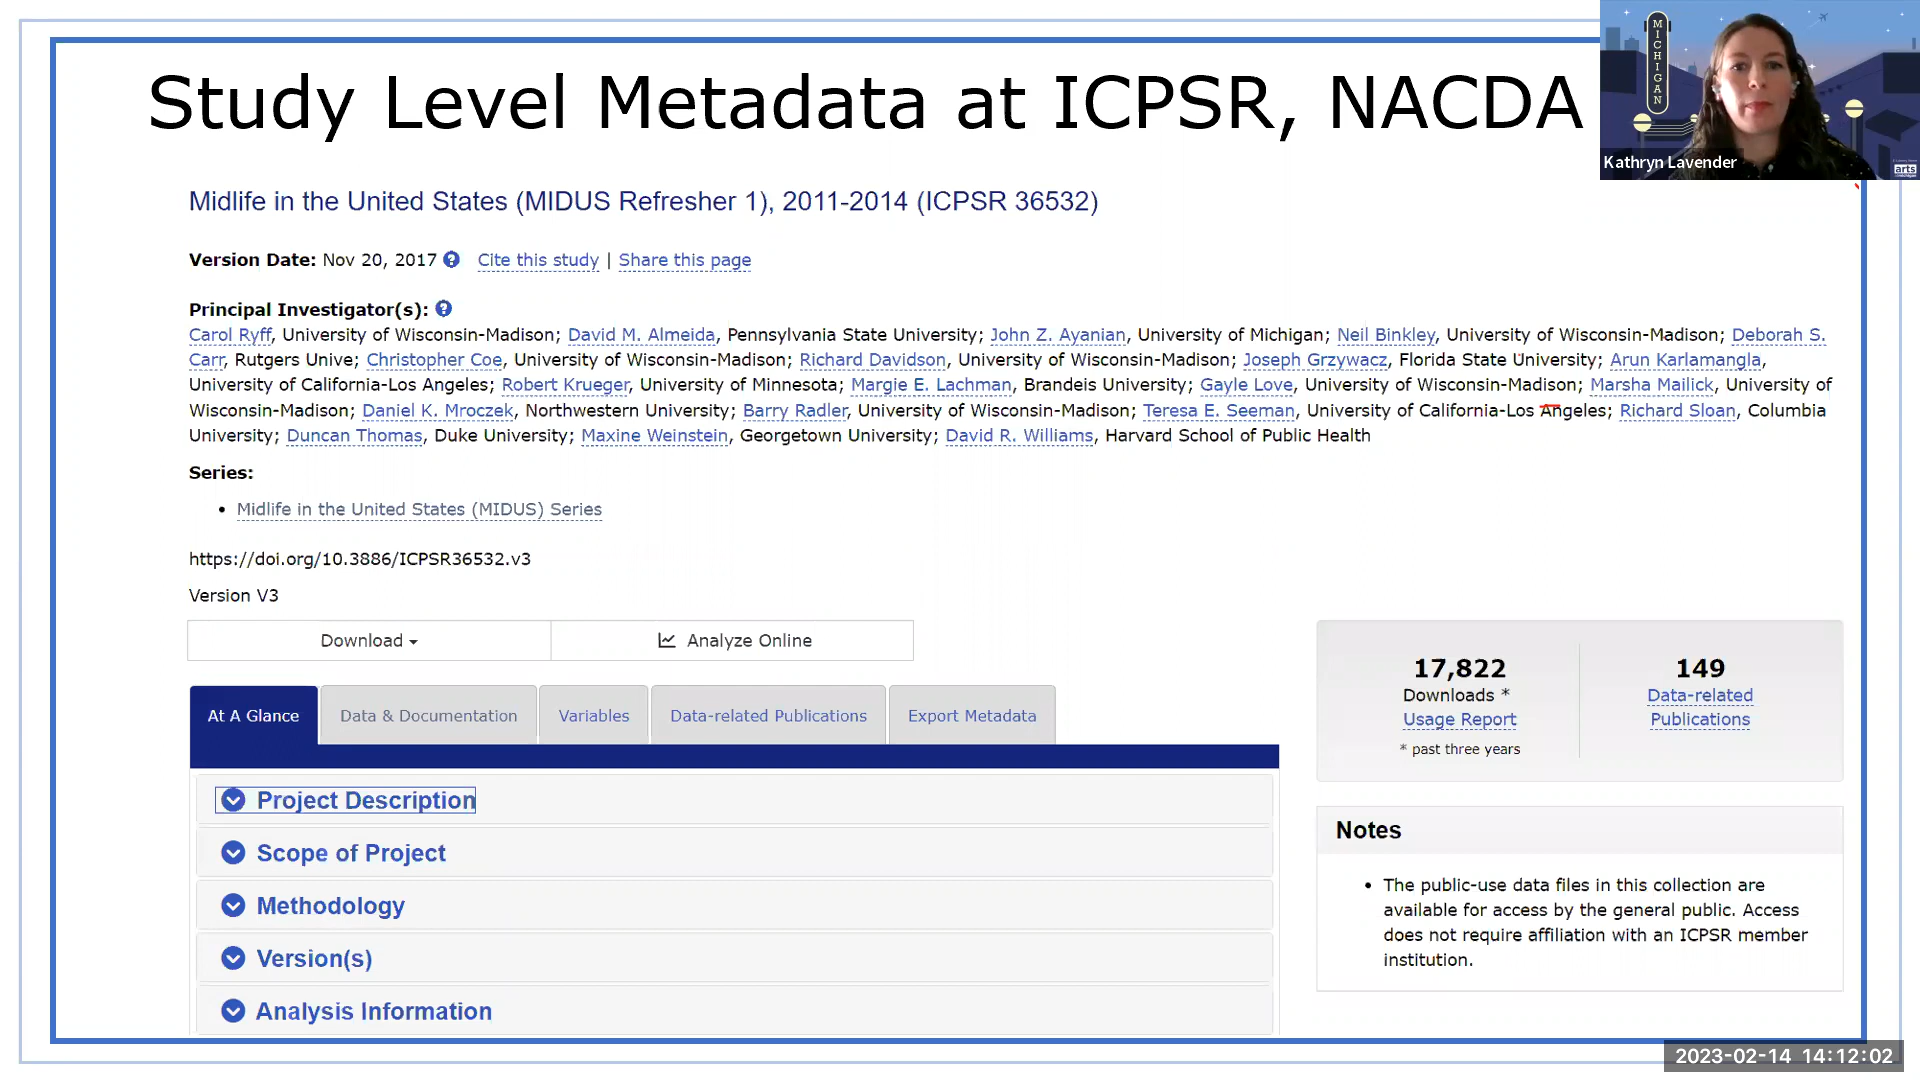 Study Level Metadata at ICPSR, NACDA
MICHIGAN
Kathryn Lavender
arts
Midlife in the United States (MIDUS Refresher 1), 2011-2014 (ICPSR 36532)
Version Date: Nov 20, 2017 ? Cite this study | Share this page
Principal Investigator(s): ?
Carol Ryff, University of Wisconsin-Madison; David M. Almeida, Pennsylvania State University; John Z. Ayanian, University of Michigan; Neil Binkley, University of Wisconsin-Madison; Deborah S.
Carr, Rutgers Unive; Christopher Coe, University of Wisconsin-Madison; Richard Davidson, University of Wisconsin-Madison; Joseph Grzywacz, Florida State University; Arun Karlamangla,
University of California-Los Angeles; Robert Krueger, University of Minnesota; Margie E. Lachman, Brandeis University; Gayle Love, University of Wisconsin-Madison; Marsha Mailick, University of
Wisconsin-Madison; Daniel K. Mroczek, Northwestern University; Barry Radler, University of Wisconsin-Madison; Teresa E. Seeman, University of California-Los Angeles; Richard Sloan, Columbia
University; Duncan Thomas, Duke University; Maxine Weinstein, Georgetown University; David R. Williams, Harvard School of Public Health
Series:
• Midlife in the United States (MIDUS) Series
https://doi.org/10.3886/ICPSR36532.v3
Version V3
Download
Analyze Online
At A Glance
Data & Documentation
Variables
Data-related Publications
Export Metadata
Project Description
Scope of Project
Methodology
Version(s)
Analysis Information
17,822
Downloads *
Usage Report
* past three years
149
Data-related
Publications
Notes
• The public-use data files in this collection are
available for access by the general public. Access
does not require affiliation with an ICPSR member
institution.
2023-02-14 14:12:02